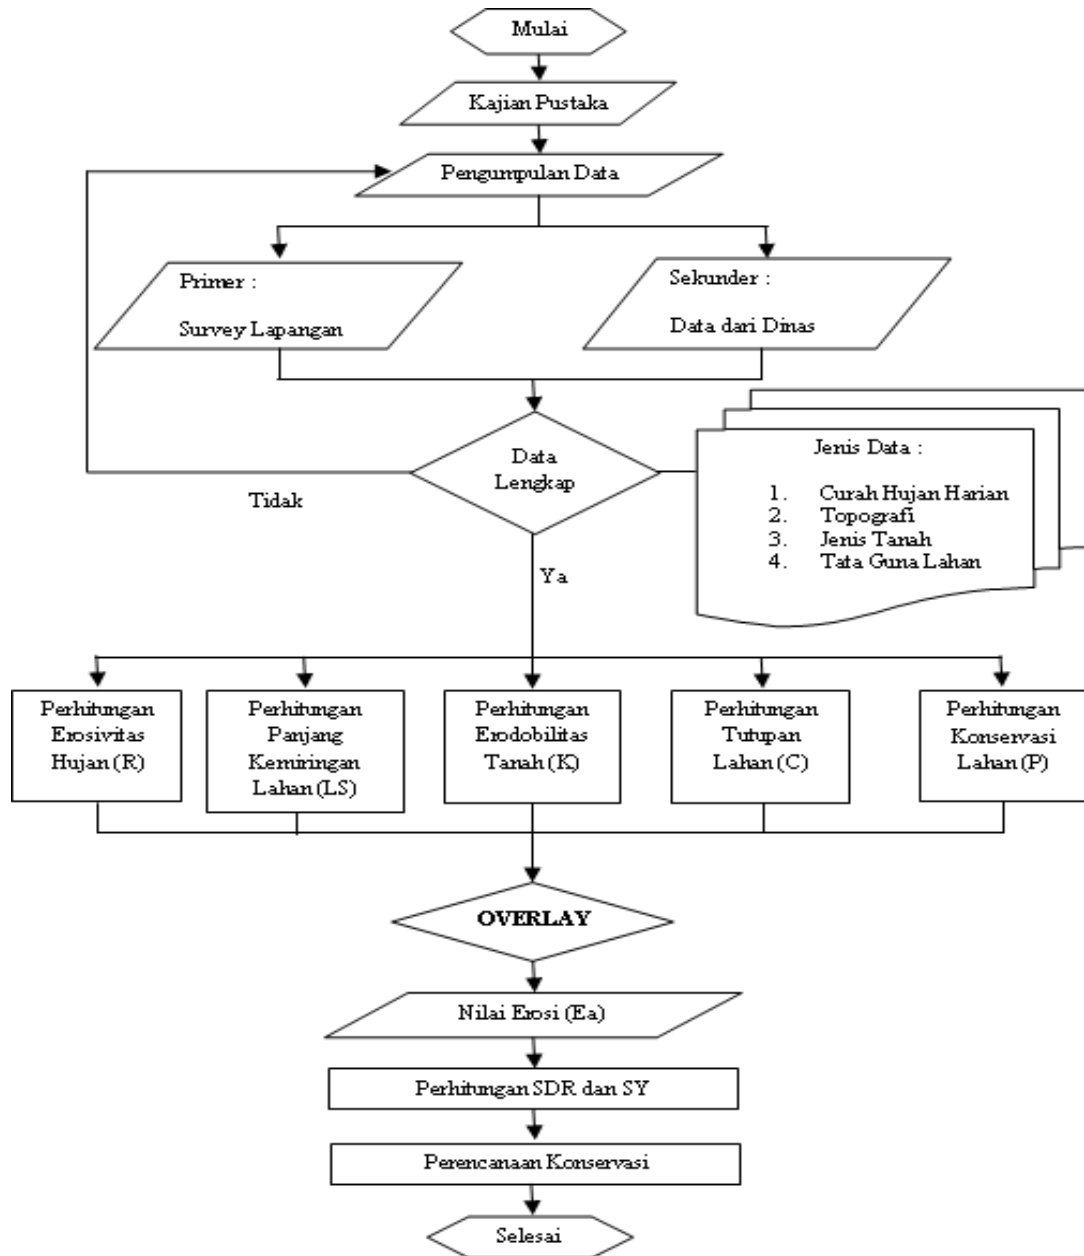 Mulai
Kajian Pustaka
Pengumpulan Data
Primer :
Survey Lapangan
Sekunder :
Data dari Dinas
Data
Lengkap
Tidak
Ya
Jenis Data :
1. Curah Hujan Harian
2. Topografi
3. Jenis Tanah
4. Tata Guna Lahan
Perhitungan
Erosivitas
Hujan (R)
Perhitungan
Panjang
Kemiringan
Lahan (LS)
Perhitungan
Erodobilitas
Tanah (K)
Perhitungan
Tutupan
Lahan (C)
Perhitungan
Konservasi
Lahan (P)
OVERLAY
Nilai Erosi (Ea)
Perhitungan SDR dan SY
Perencanaan Konservasi
Selesai